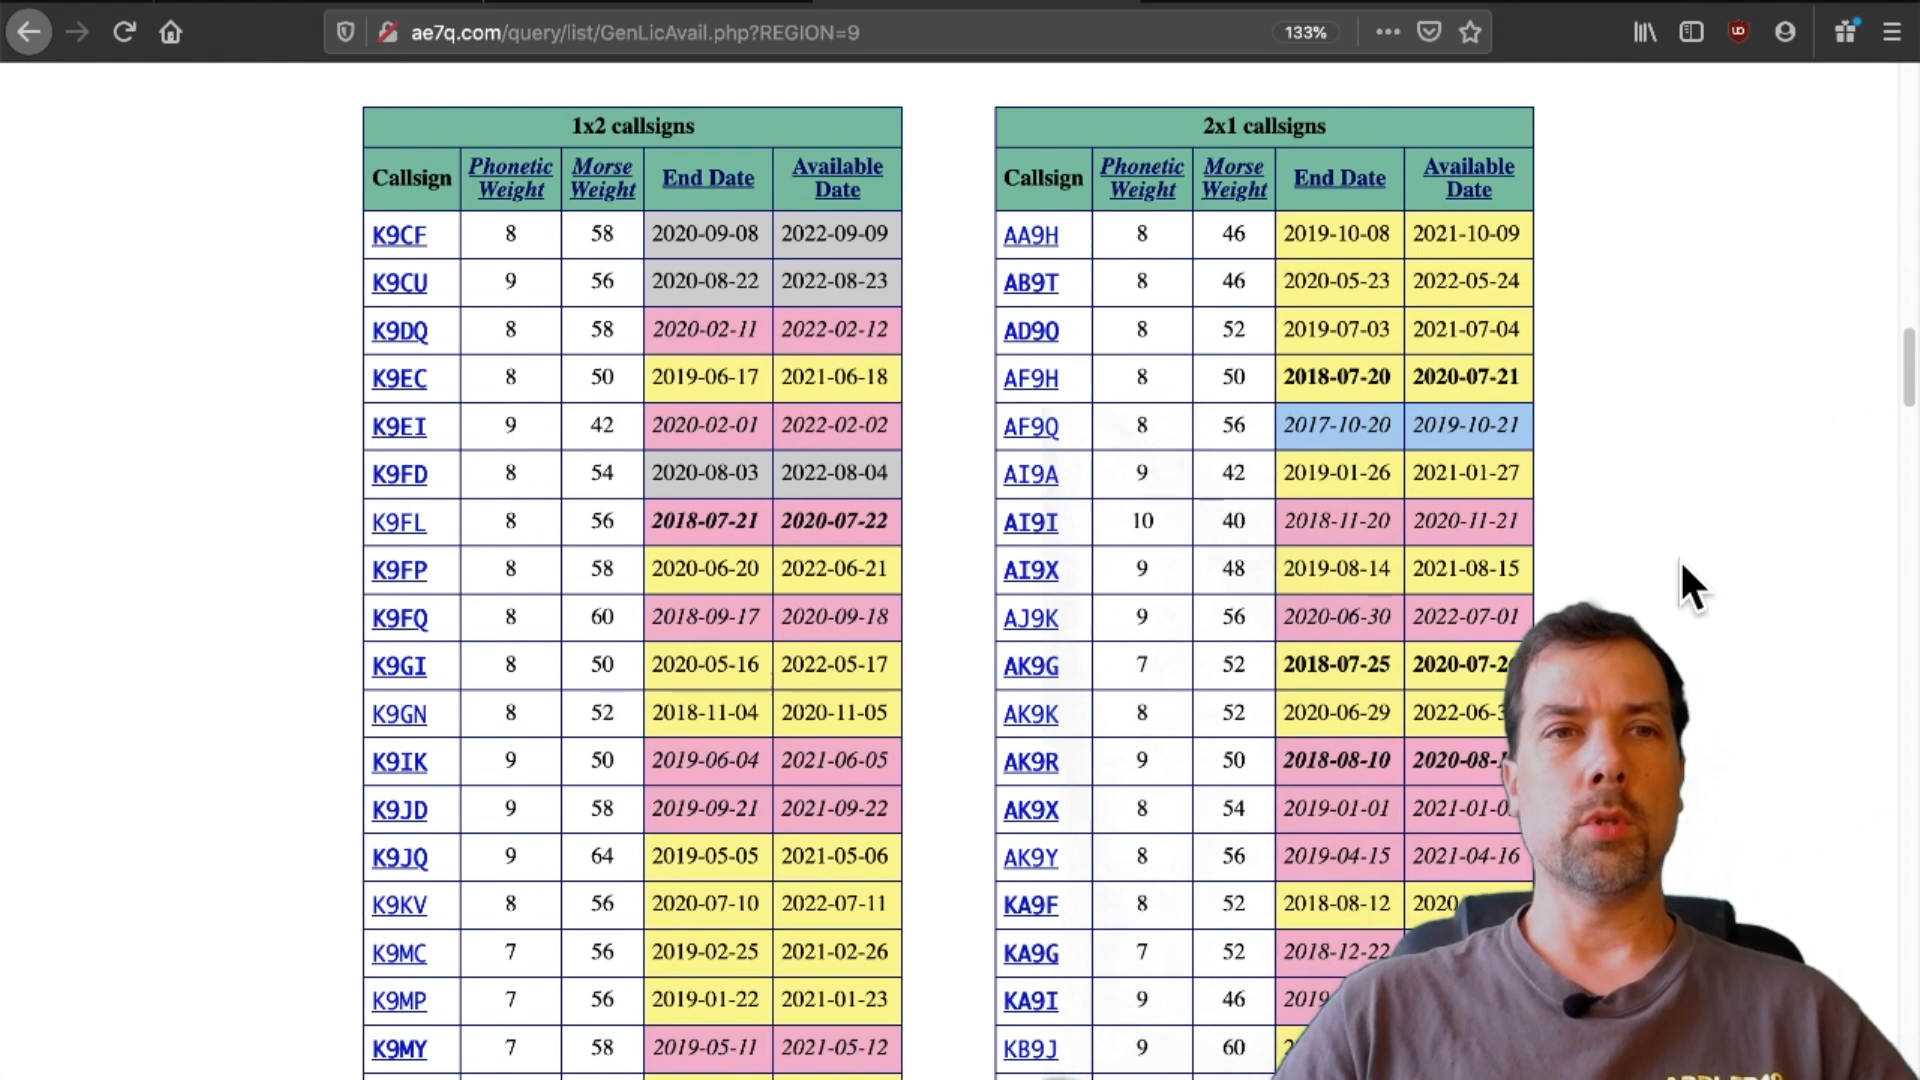 ae7q.com/query/list/GenLicAvail.php?REGION=9
133%
1x2 callsigns
Callsign Phonetic Weight Morse Weight End Date Available Date
K9CF 8 58 2020-09-08 2022-09-09
K9CU 9 56 2020-08-22 2022-08-23
K9DQ 8 58 2020-02-11 2022-02-12
K9EC 8 50 2019-06-17 2021-06-18
K9EI 9 42 2020-02-01 2022-02-02
K9FD 8 54 2020-08-03 2022-08-04
K9FL 8 56 2018-07-21 2020-07-22
K9FP 8 58 2020-06-20 2022-06-21
K9FQ 8 60 2018-09-17 2020-09-18
K9GI 8 50 2020-05-16 2022-05-17
K9GN 8 52 2018-11-04 2020-11-05
K9IK 9 50 2019-06-04 2021-06-05
K9JD 9 58 2019-09-21 2021-09-22
K9JQ 9 64 2019-05-05 2021-05-06
K9KV 8 56 2020-07-10 2022-07-11
K9MC 7 56 2019-02-25 2021-02-26
K9MP 7 56 2019-01-22 2021-01-23
K9MY 7 58 2019-05-11 2021-05-12
2x1 callsigns
Callsign Phonetic Weight Morse Weight End Date Available Date
AA9H 8 46 2019-10-08 2021-10-09
AB9T 8 46 2020-05-23 2022-05-24
AD9O 8 52 2019-07-03 2021-07-04
AF9H 8 50 2018-07-20 2020-07-21
AF9Q 8 56 2017-10-20 2019-10-21
AI9A 9 42 2019-01-26 2021-01-27
AI9I 10 40 2018-11-20 2020-11-21
AI9X 9 48 2019-08-14 2021-08-15
AJ9K 9 56 2020-06-30 2022-07-01
AK9G 7 52 2018-07-25 2020-07-2
AK9K 8 52 2020-06-29 2022-06-
AK9R 9 50 2018-08-10 2020-08-
AK9X 8 54 2019-01-01 2021-01-0
AK9Y 8 56 2019-04-15 2021-04-16
KA9F 8 52 2018-08-12 2020
KA9G 7 52 2018-12-22
KA9I 9 46 2019
KB9J 9 60 2